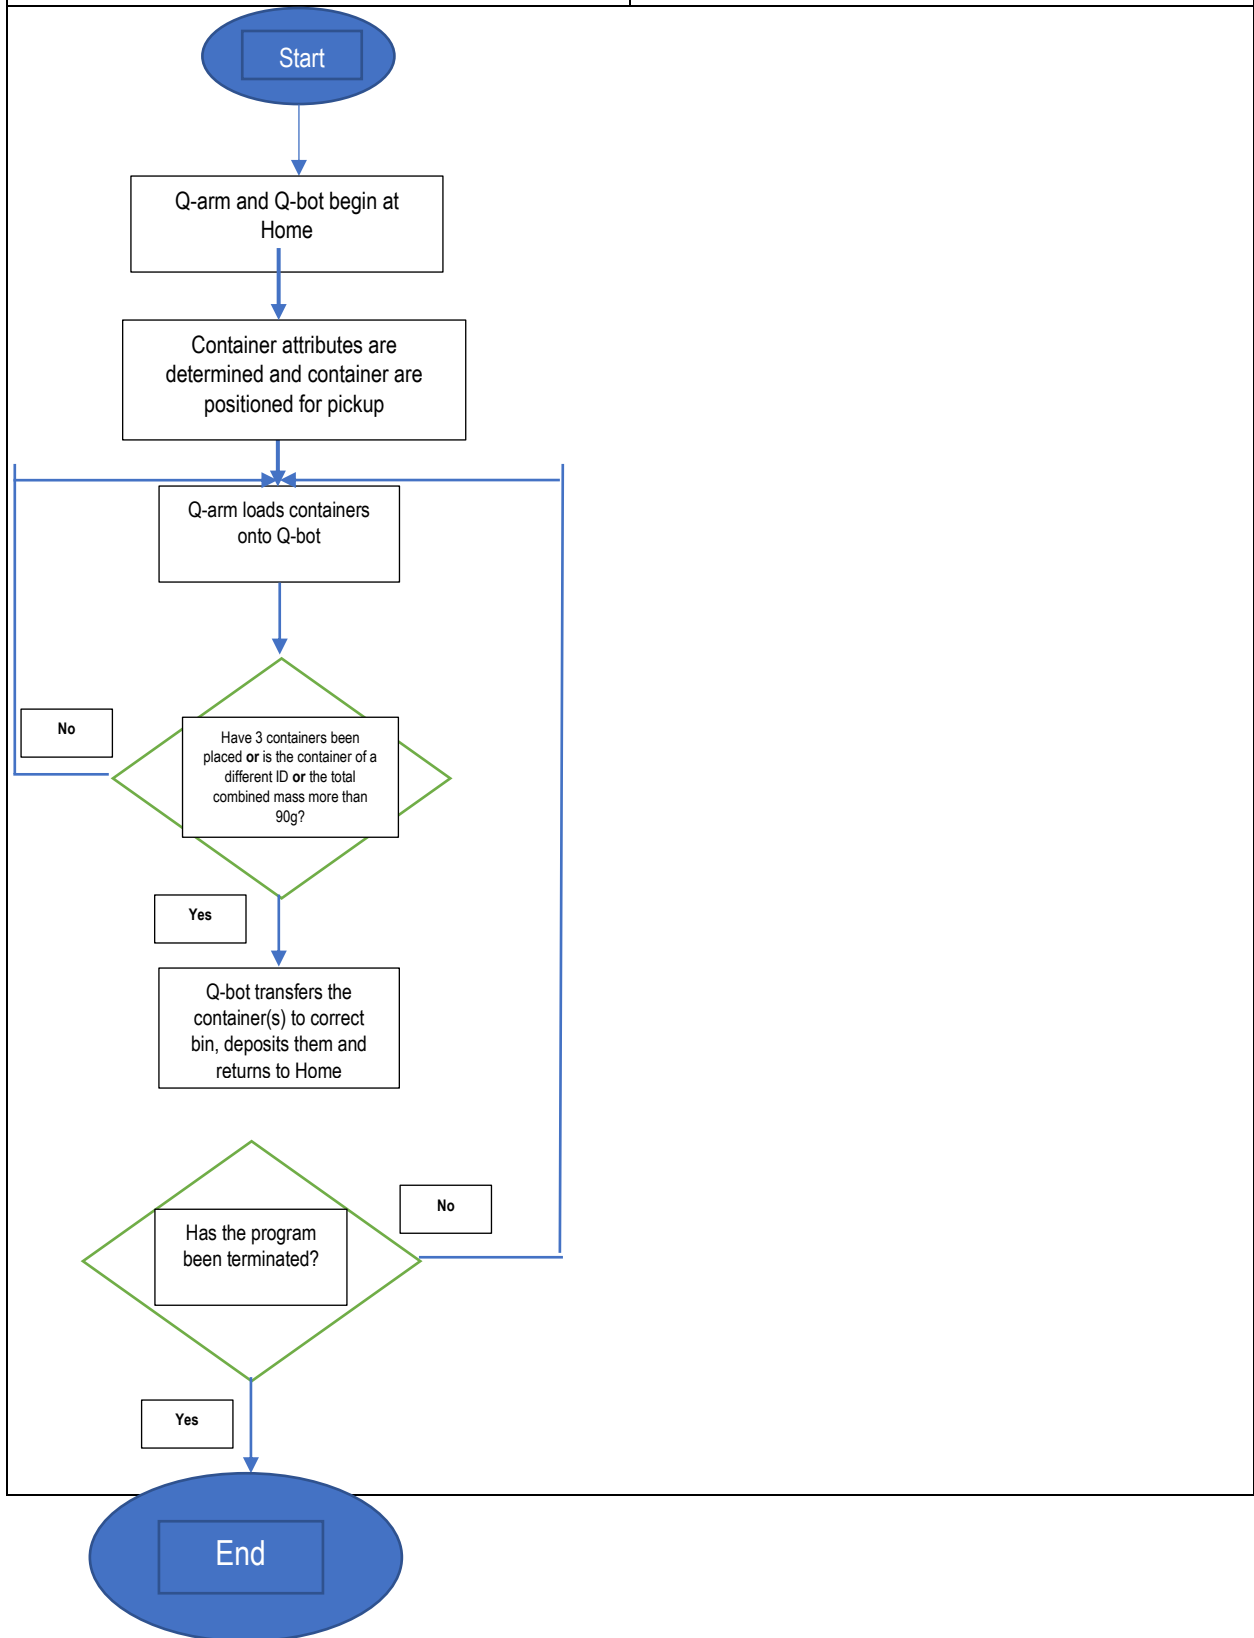 Start
Q-arm and Q-bot begin at
Home
Container attributes are
determined and container are
positioned for pickup
Q-arm loads containers
onto Q-bot
No
Have 3 containers been
placed or is the container of a
different ID or the total
combined mass more than
90g?
Yes
Q-bot transfers the
container(s) to correct
bin, deposits them and
returns to Home
No
Has the program
been terminated?
Yes
End